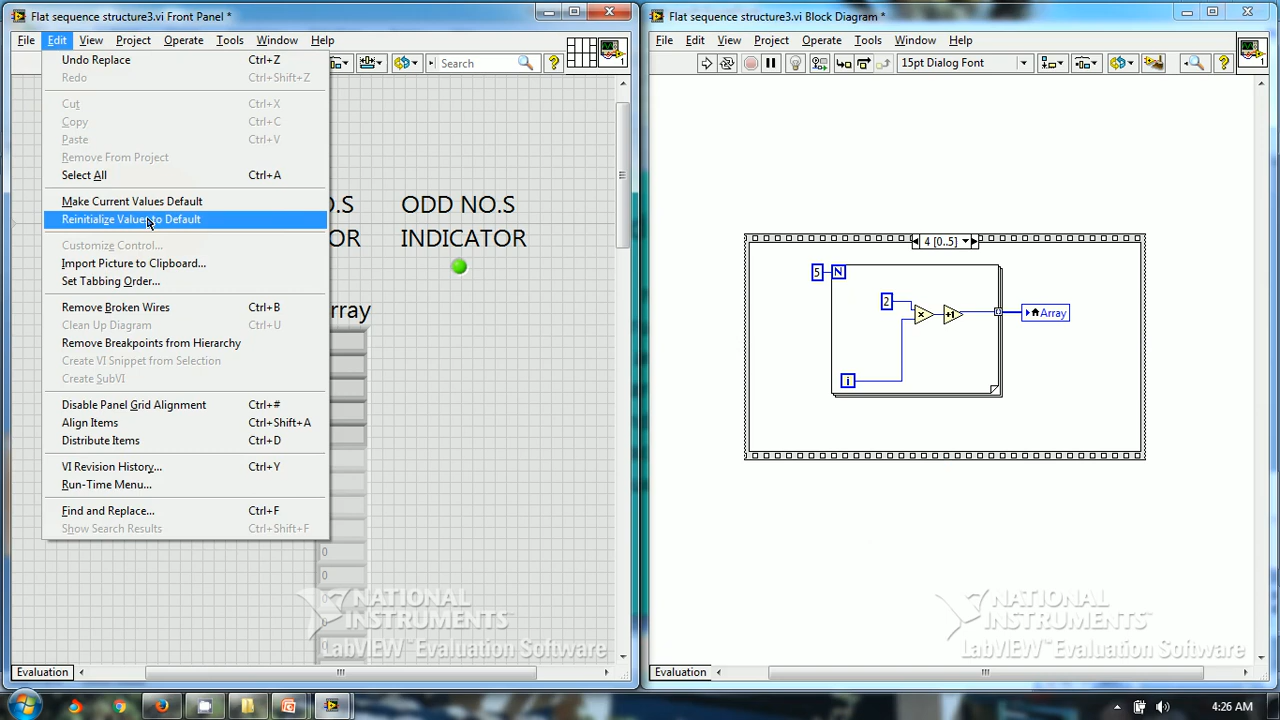 Flat sequence structure3.vi Front Panel *
File Edit View Project Operate Tools Window Help
Search
1
Undo Replace Ctrl+Z
Redo Ctrl+Shift+Z
Cut Ctrl+X
Copy Ctrl+C
Paste Ctrl+V
Remove From Project
Select All Ctrl+A
Make Current Values Default
Reinitialize Values to Default
Customize Control...
Import Picture to Clipboard...
Set Tabbing Order...
Remove Broken Wires Ctrl+B
Clean Up Diagram Ctrl+U
Remove Breakpoints from Hierarchy
Create VI Snippet from Selection
Create SubVI
Disable Panel Grid Alignment Ctrl+#
Align Items Ctrl+Shift+A
Distribute Items Ctrl+D
VI Revision History... Ctrl+Y
Run-Time Menu...
Find and Replace... Ctrl+F
Show Search Results Ctrl+Shift+F
O.S
OR
ODD NO.S
INDICATOR
rray
0
0
NATIONAL
INSTRUMENTS
LabVIEW™ Evaluation Software
Evaluation
Flat sequence structure3.vi Block Diagram *
File Edit View Project Operate Tools Window Help
15pt Dialog Font
1
4 [0..5]
5 N
2
x +1
Array
i
NATIONAL
INSTRUMENTS
LabVIEW™ Evaluation Software
Evaluation
4:26 AM